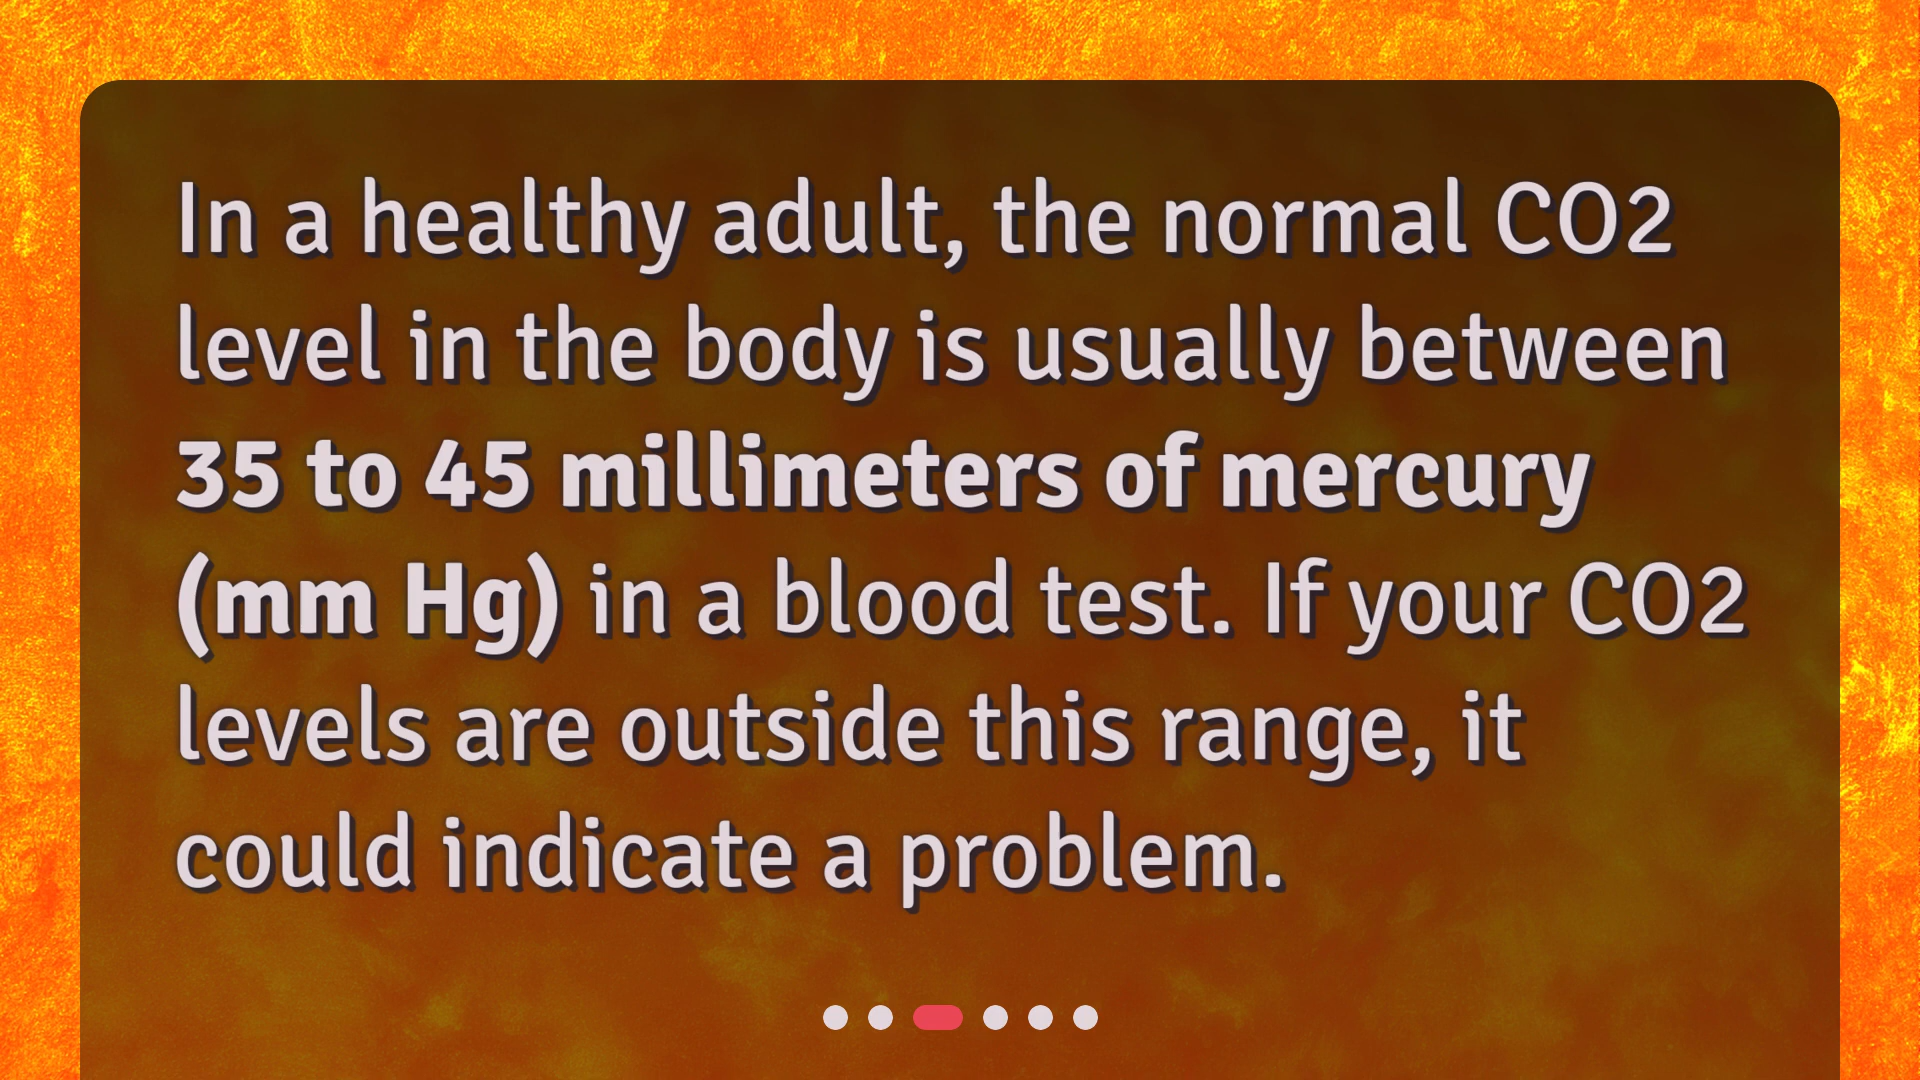 In a healthy adult, the normal CO2
level in the body is usually between
35 to 45 millimeters of mercury
(mm Hg) in a blood test. If your CO2
levels are outside this range, it
could indicate a problem.